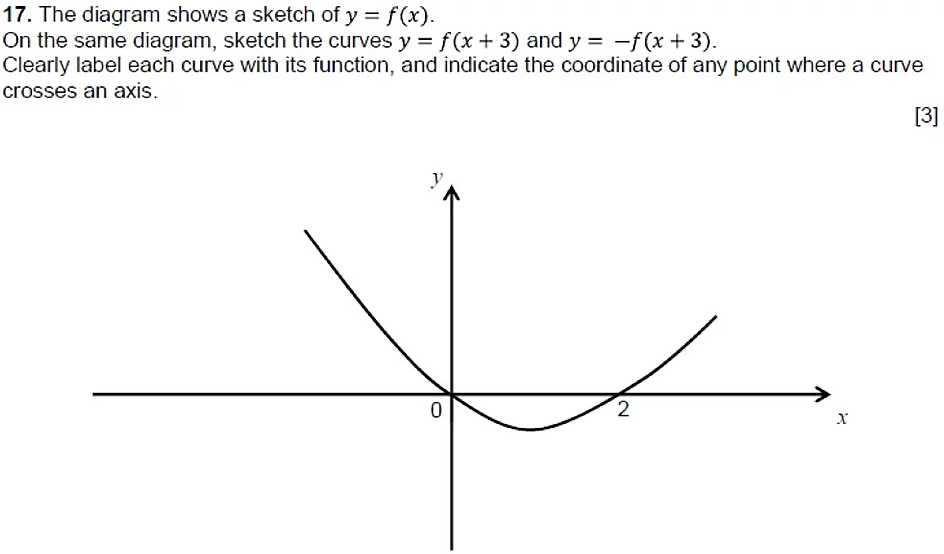 17. The diagram shows a sketch of y = f(x).
On the same diagram, sketch the curves y = f(x + 3) and y = −f(x + 3).
Clearly label each curve with its function, and indicate the coordinate of any point where a curve
crosses an axis.
[3]
y
0
2
x